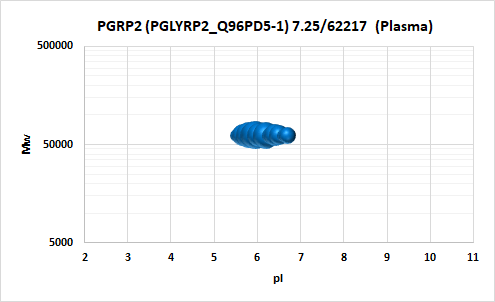 PGRP2 (PGLYRP2_Q96PD5-1) 7.25/62217 (Plasma)
500000
50000
5000
Mw
2 3 4 5 6 7 8 9 10 11
pI